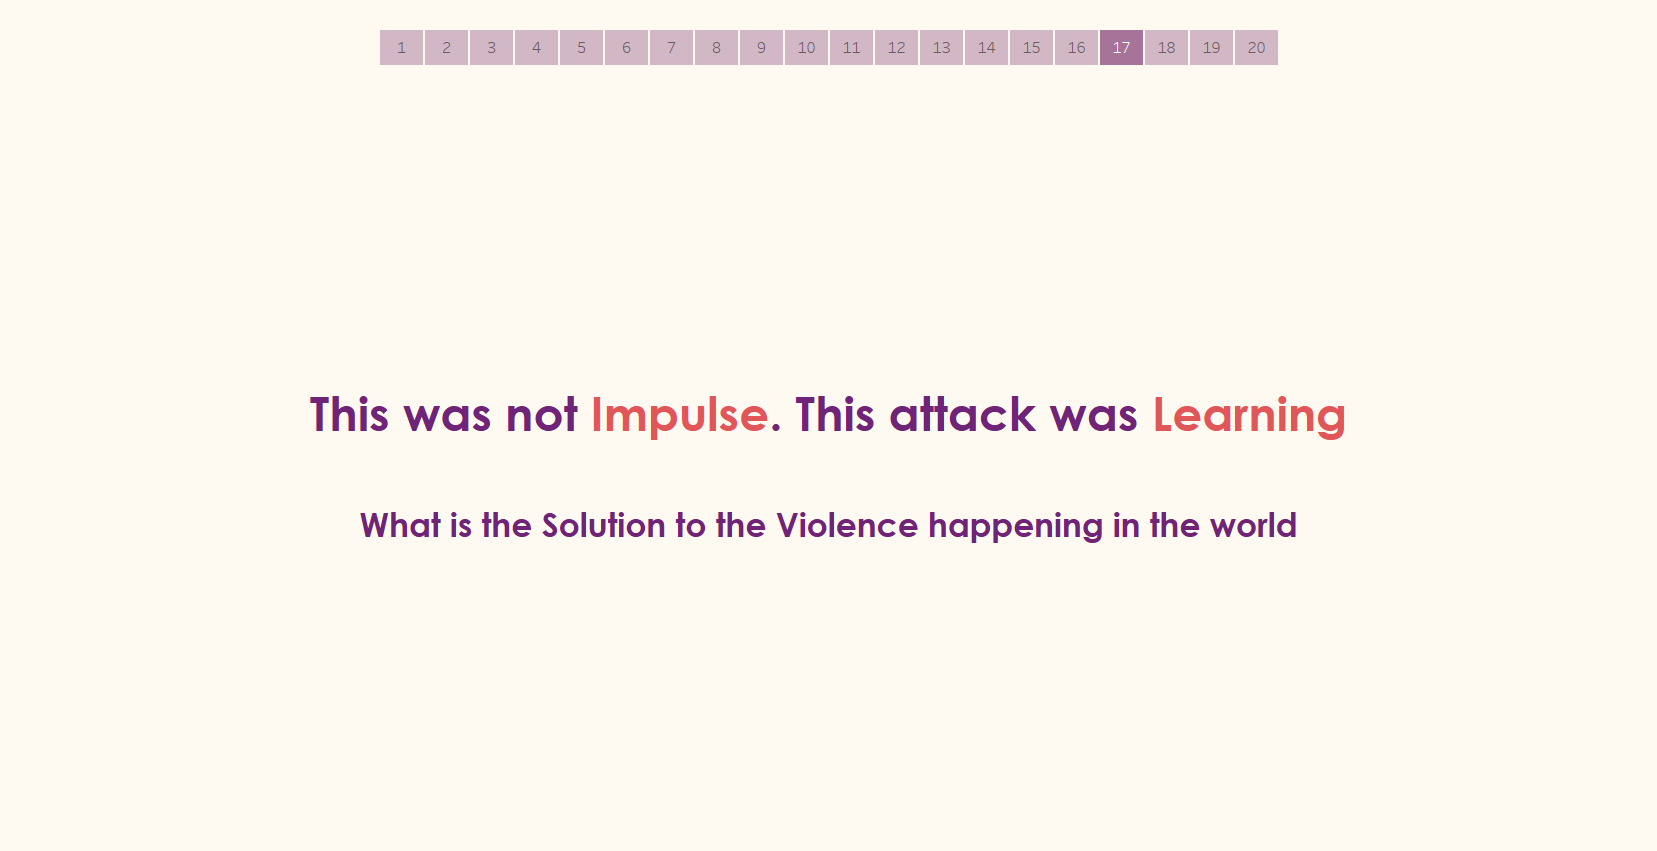 1 2 3 4 5 6 7 8 9 10 11 12 13 14 15 16 17 18 19 20
This was not Impulse. This attack was Learning
What is the Solution to the Violence happening in the world